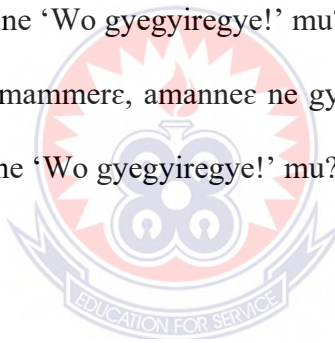 ne ‘Wo gyegyiregye!’ mu?
mammerɛ, amanneɛ ne gy
ne ‘Wo gyegyiregye!’ mu?
EDUCATION FOR SERVICE